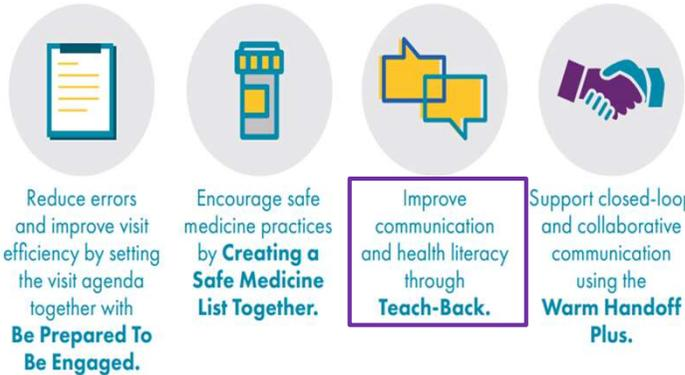 Reduce errors
and improve visit
efficiency by setting
the visit agenda
together with
Be Prepared To
Be Engaged.
Encourage safe
medicine practices
by Creating a
Safe Medicine
List Together.
Improve
communication
and health literacy
through
Teach-Back.
Support closed-loop
and collaborative
communication
using the
Warm Handoff
Plus.